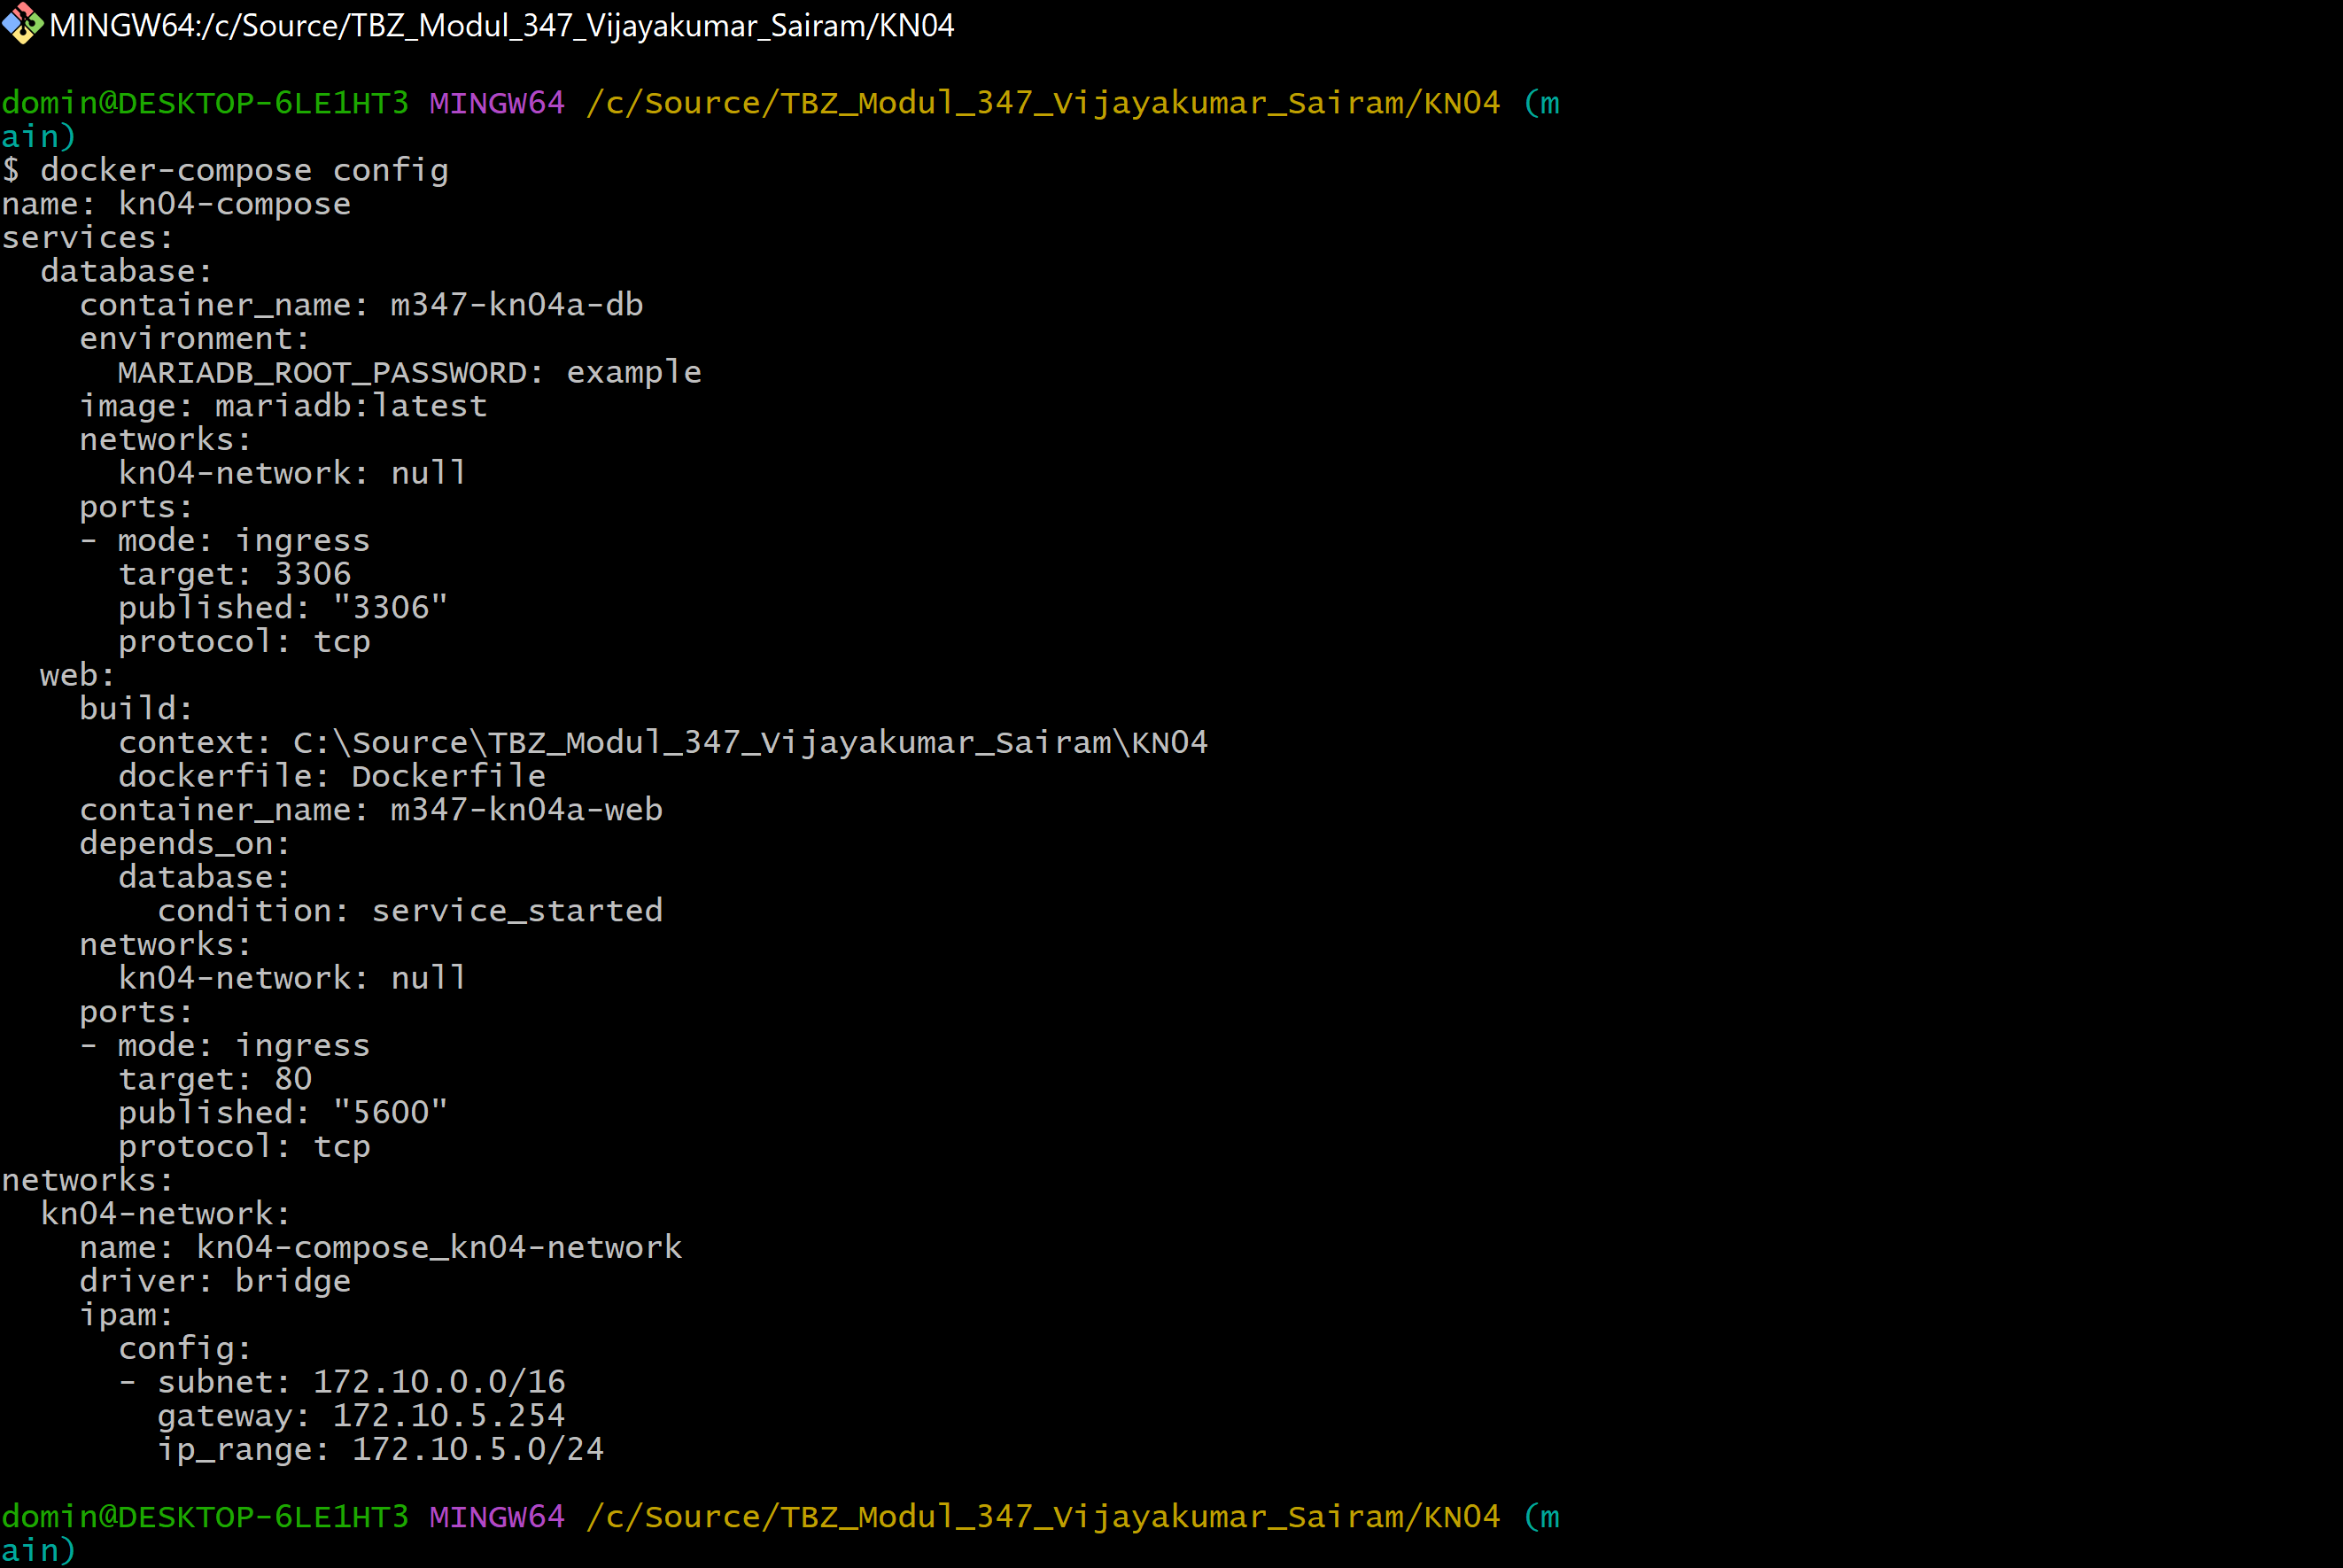 MINGW64:/c/Source/TBZ_Modul_347_Vijayakumar_Sairam/KN04
domin@DESKTOP-6LE1HT3 MINGW64 /c/Source/TBZ_Modul_347_Vijayakumar_Sairam/KN04 (m
ain)
$ docker-compose config
name: kn04-compose
services:
  database:
    container_name: m347-kn04a-db
    environment:
      MARIADB_ROOT_PASSWORD: example
    image: mariadb:latest
    networks:
      kn04-network: null
    ports:
    - mode: ingress
      target: 3306
      published: "3306"
      protocol: tcp
  web:
    build:
      context: C:\Source\TBZ_Modul_347_Vijayakumar_Sairam\KN04
      dockerfile: Dockerfile
    container_name: m347-kn04a-web
    depends_on:
      database:
        condition: service_started
    networks:
      kn04-network: null
    ports:
    - mode: ingress
      target: 80
      published: "5600"
      protocol: tcp
networks:
  kn04-network:
    name: kn04-compose_kn04-network
    driver: bridge
    ipam:
      config:
      - subnet: 172.10.0.0/16
        gateway: 172.10.5.254
        ip_range: 172.10.5.0/24
domin@DESKTOP-6LE1HT3 MINGW64 /c/Source/TBZ_Modul_347_Vijayakumar_Sairam/KN04 (m
ain)